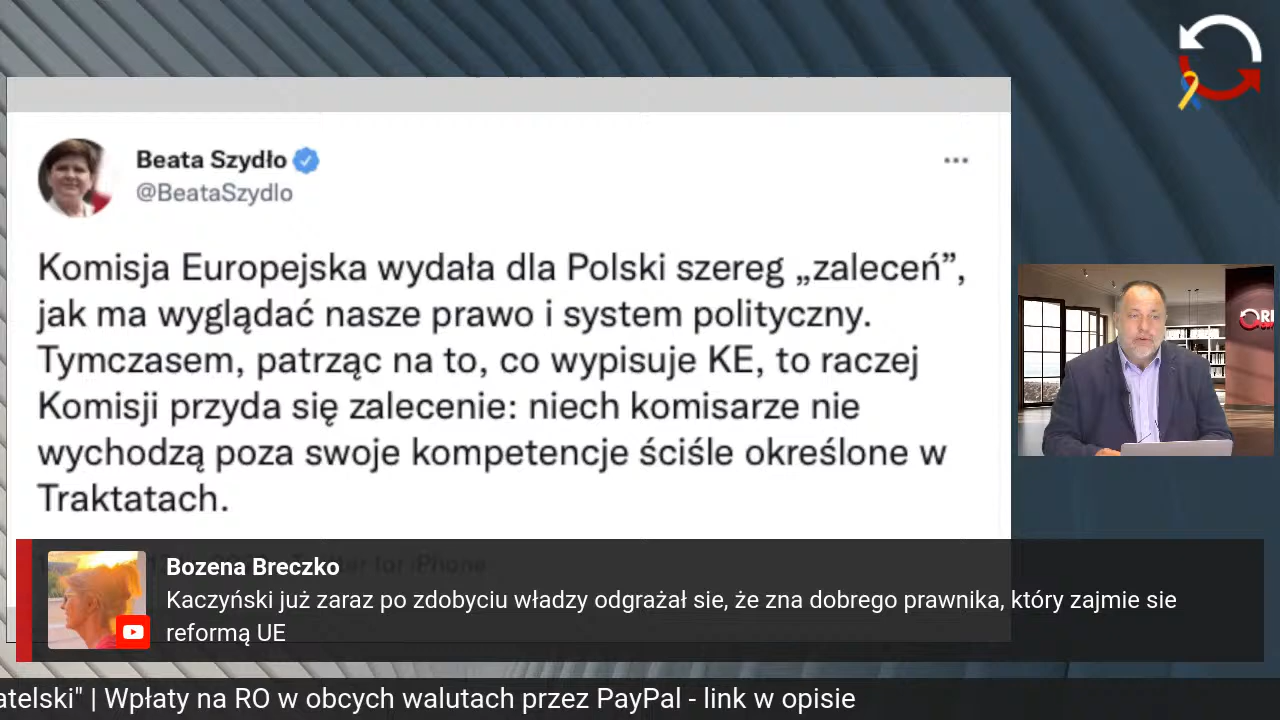 Beata Szydło
@BeataSzydlo
Komisja Europejska wydała dla Polski szereg „zaleceń”,
jak ma wyglądać nasze prawo i system polityczny.
Tymczasem, patrząc na to, co wypisuje KE, to raczej
Komisji przyda się zalecenie: niech komisarze nie
wychodzą poza swoje kompetencje ściśle określone w
Traktatach.
for iPhone
Bozena Breczko
Kaczyński już zaraz po zdobyciu władzy odgrażał sie, że zna dobrego prawnika, który zajmie sie
reformą UE
atelski" | Wpłaty na RO w obcych walutach przez PayPal - link w opisie